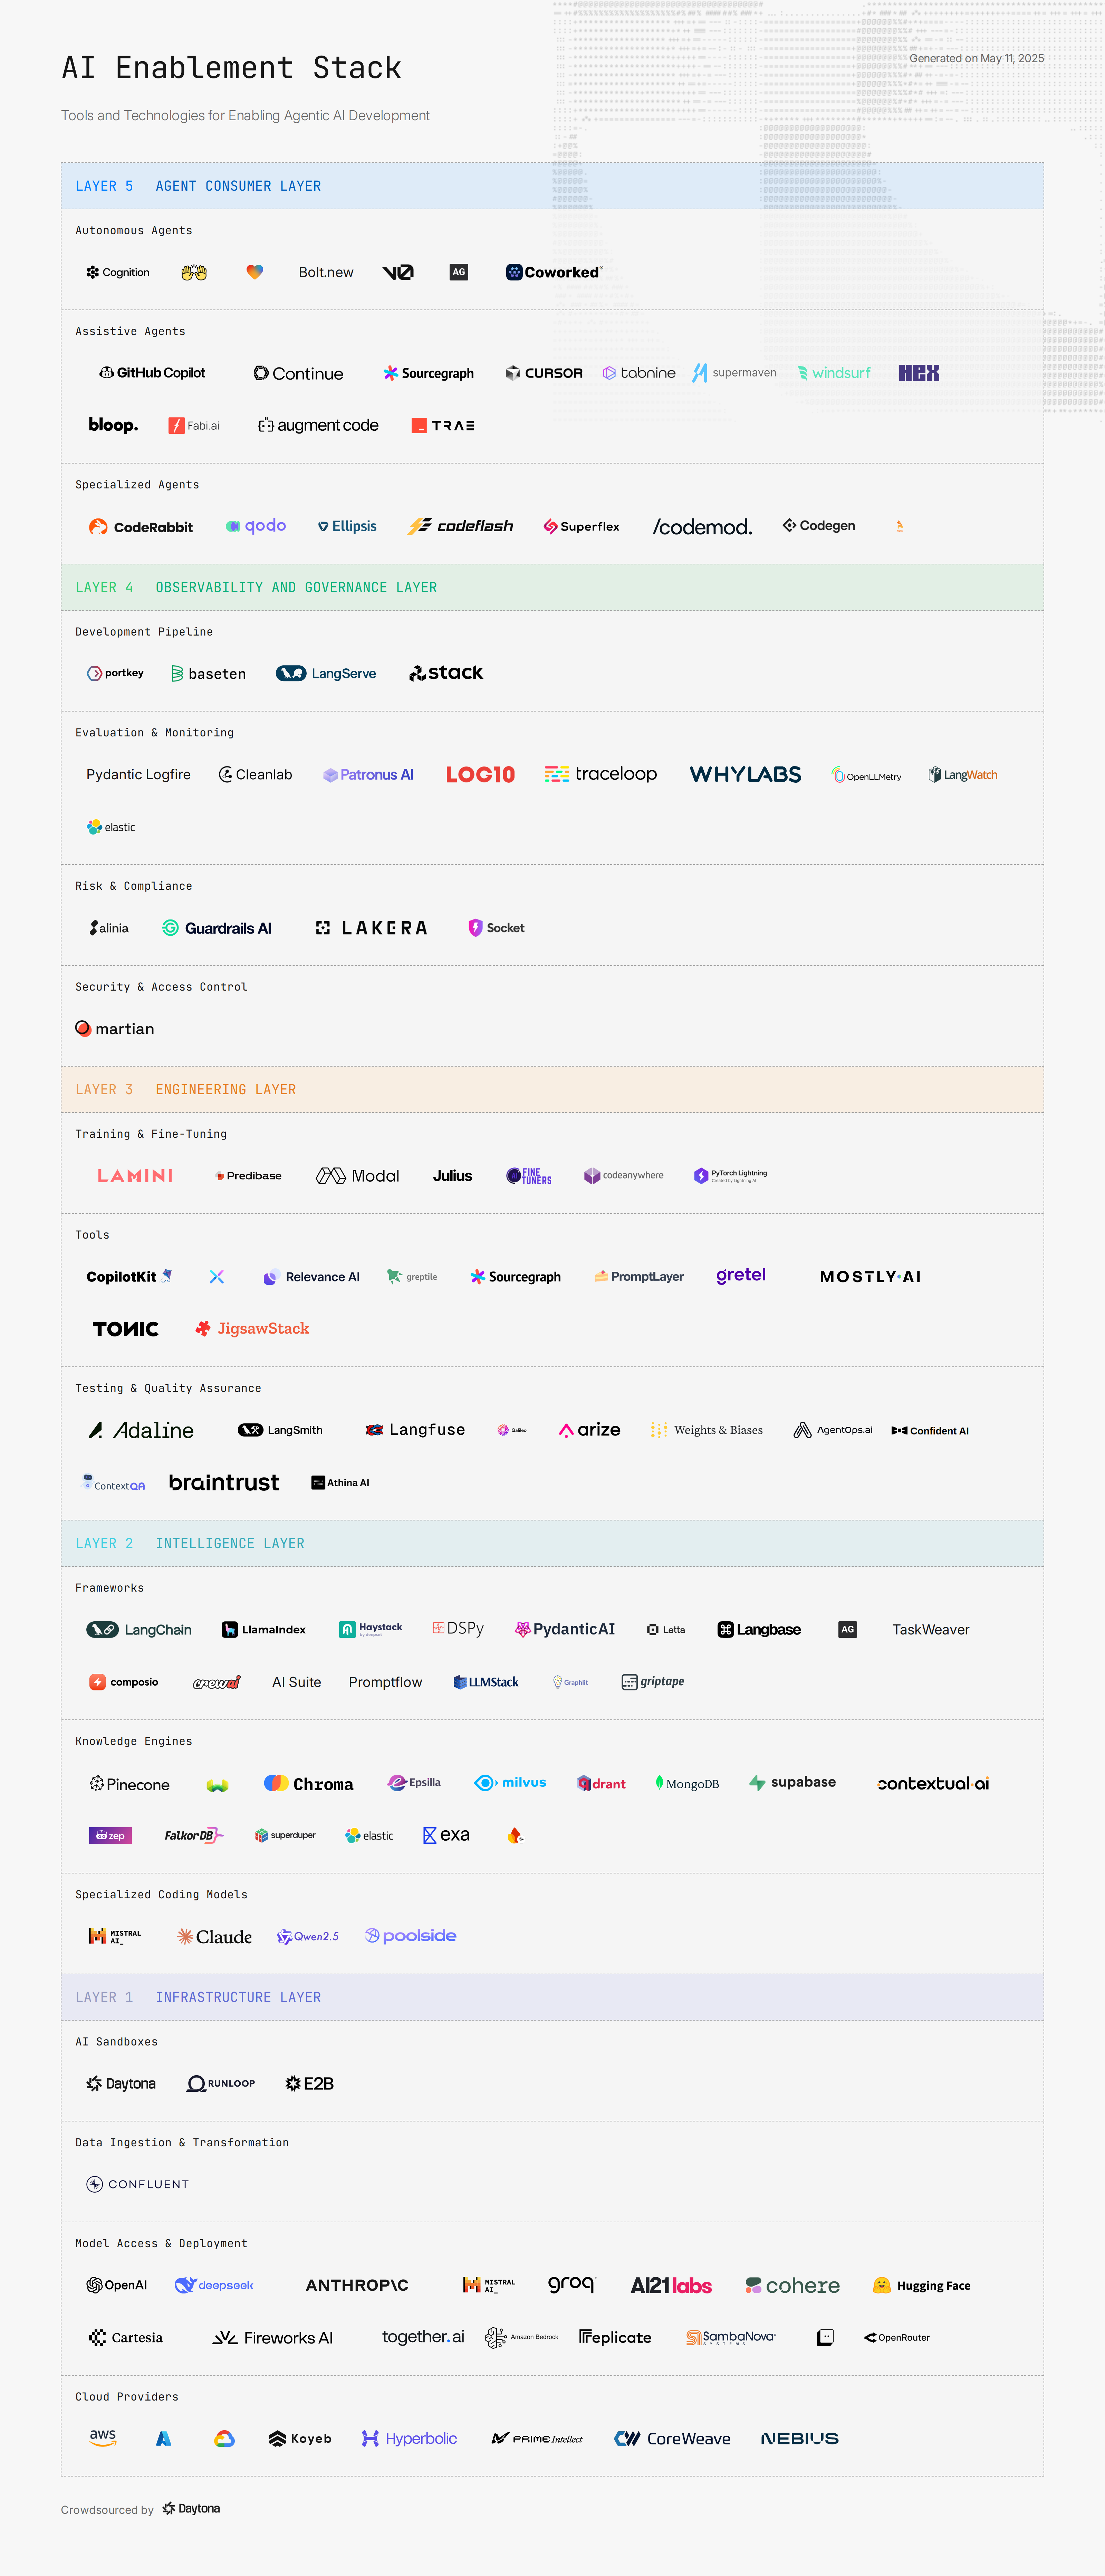 AI Enablement Stack
Generated on May 11, 2025
Tools and Technologies for Enabling Agentic AI Development
LAYER 5 AGENT CONSUMER LAYER
Autonomous Agents
Cognition Bolt.new v0 AG Coworked
Assistive Agents
GitHub Copilot Continue Sourcegraph CURSOR tabnine supermaven windsurf HEX
bloop. Fabi.ai augment code TRAE
Specialized Agents
CodeRabbit qodo Ellipsis codeflash Superflex /codemod. Codegen
LAYER 4 OBSERVABILITY AND GOVERNANCE LAYER
Development Pipeline
portkey baseten LangServe stack
Evaluation & Monitoring
Pydantic Logfire Cleanlab Patronus AI LOG10 traceloop WHYLABS OpenLLMetry LangWatch
elastic
Risk & Compliance
alinia Guardrails AI LAKERA Socket
Security & Access Control
martian
LAYER 3 ENGINEERING LAYER
Training & Fine-Tuning
LAMINI Predibase Modal Julius FINE TUNERS codeanywhere PyTorch Lightning
Created by Lightning AI
Tools
CopilotKit Relevance AI greptile Sourcegraph PromptLayer gretel MOSTLY·AI
TONIC JigsawStack
Testing & Quality Assurance
Adaline LangSmith Langfuse Galileo arize Weights & Biases AgentOps.ai Confident AI
ContextQA braintrust Athina AI
LAYER 2 INTELLIGENCE LAYER
Frameworks
LangChain LlamaIndex Haystack by deepset DSPy PydanticAI Letta Langbase AG TaskWeaver
composio crewai AI Suite Promptflow LLMStack Graphlit griptape
Knowledge Engines
Pinecone Chroma Epsilla milvus qdrant MongoDB supabase contextual·ai
zep FalkorDB superduper elastic exa
Specialized Coding Models
MISTRAL AI_ Claude Qwen2.5 poolside
LAYER 1 INFRASTRUCTURE LAYER
AI Sandboxes
Daytona RUNLOOP E2B
Data Ingestion & Transformation
CONFLUENT
Model Access & Deployment
OpenAI deepseek ANTHROP\C MISTRAL AI_ groq AI21labs cohere Hugging Face
Cartesia Fireworks AI together.ai Amazon Bedrock Replicate SambaNova SYSTEMS OpenRouter
Cloud Providers
aws Koyeb Hyperbolic PRIME Intellect CoreWeave NEBIUS
Crowdsourced by Daytona